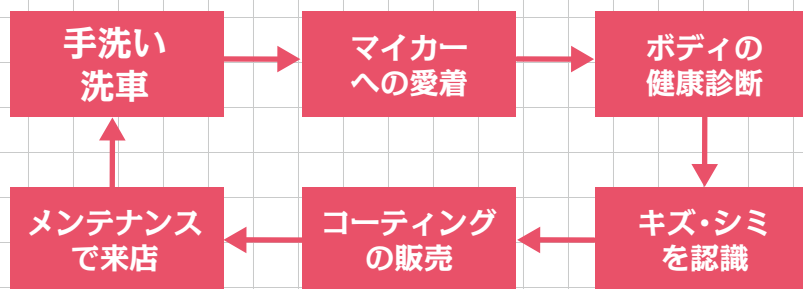 手洗い
洗車
マイカー
への愛着
ボディの
健康診断
キズ・シミ
を認識
コーティング
の販売
メンテナンス
で来店